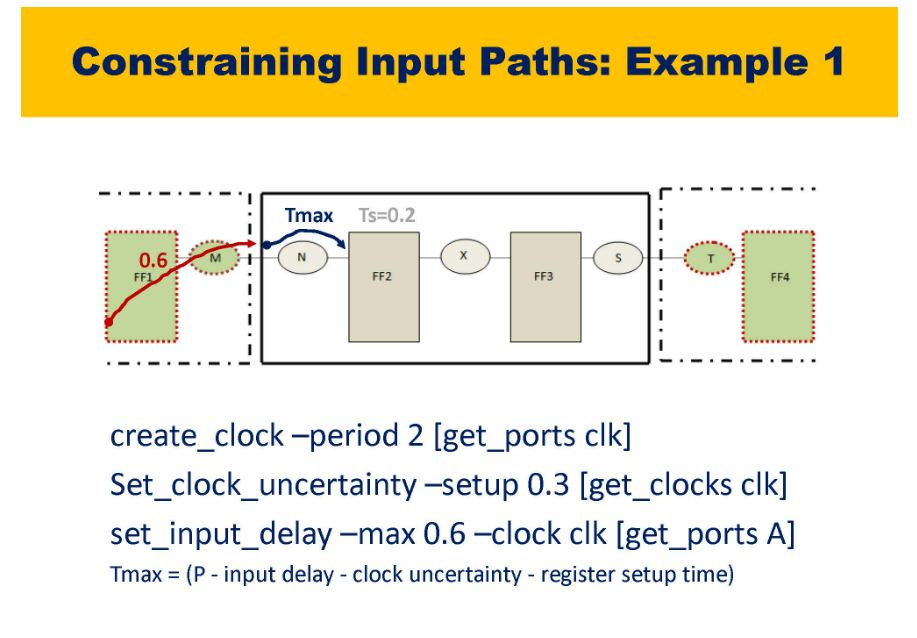 Constraining Input Paths: Example 1
Tmax Ts=0.2
0.6 M N X S T
FF1 FF2 FF3 FF4
create_clock –period 2 [get_ports clk]
Set_clock_uncertainty –setup 0.3 [get_clocks clk]
set_input_delay –max 0.6 –clock clk [get_ports A]
Tmax = (P - input delay - clock uncertainty - register setup time)